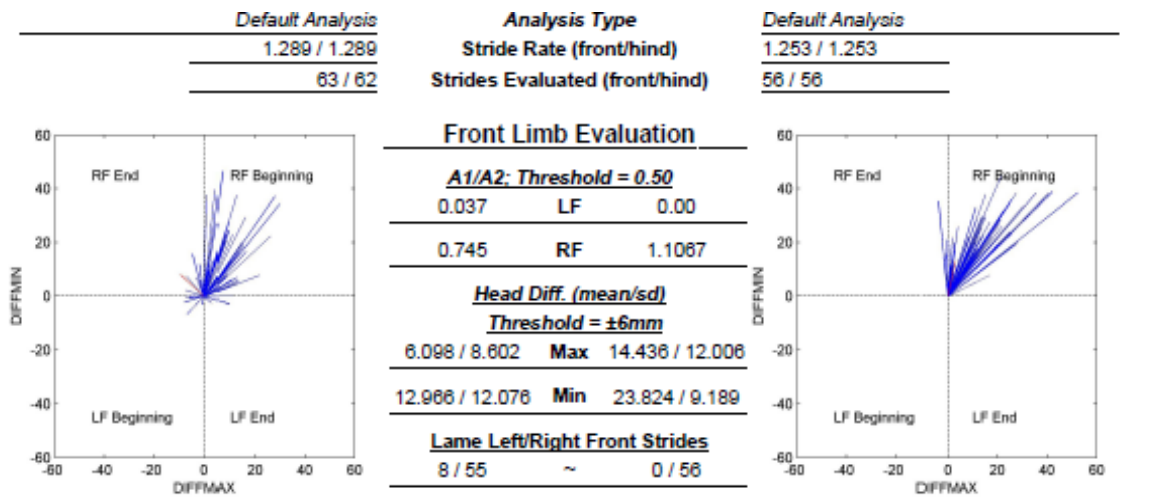 Default Analysis Analysis Type Default Analysis
1.289 / 1.289 Stride Rate (front/hind) 1.253 / 1.253
63 / 62 Strides Evaluated (front/hind) 56 / 56
Front Limb Evaluation
A1/A2; Threshold = 0.50
0.037 LF 0.00
0.745 RF 1.1067
Head Diff. (mean/sd)
Threshold = ±6mm
6.098 / 8.602 Max 14.436 / 12.006
12.966 / 12.076 Min 23.824 / 9.189
Lame Left/Right Front Strides
8 / 55 ~ 0 / 56
60
40
20
0
-20
-40
-60
RF End RF Beginning
LF Beginning LF End
DIFFMIN
-60 -40 -20 0 20 40 60
DIFFMAX
60
40
20
0
-20
-40
-60
RF End RF Beginning
LF Beginning LF End
DIFFMIN
-60 -40 -20 0 20 40 60
DIFFMAX